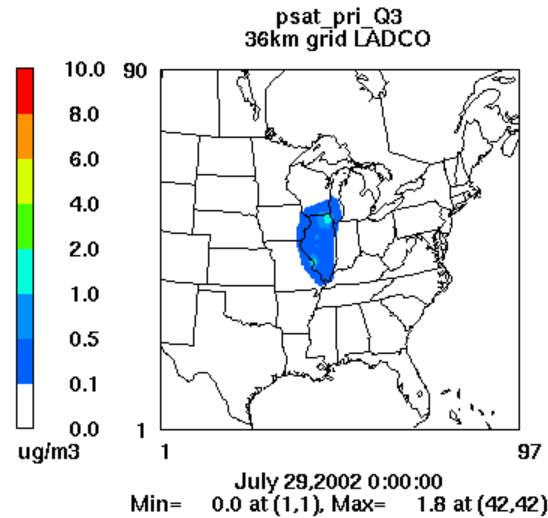 psat_pri_Q3
36km grid LADCO
10.0
8.0
6.0
4.0
2.0
1.0
0.5
0.1
0.0
ug/m3
90
1
1 97
July 29,2002 0:00:00
Min= 0.0 at (1,1), Max= 1.8 at (42,42)